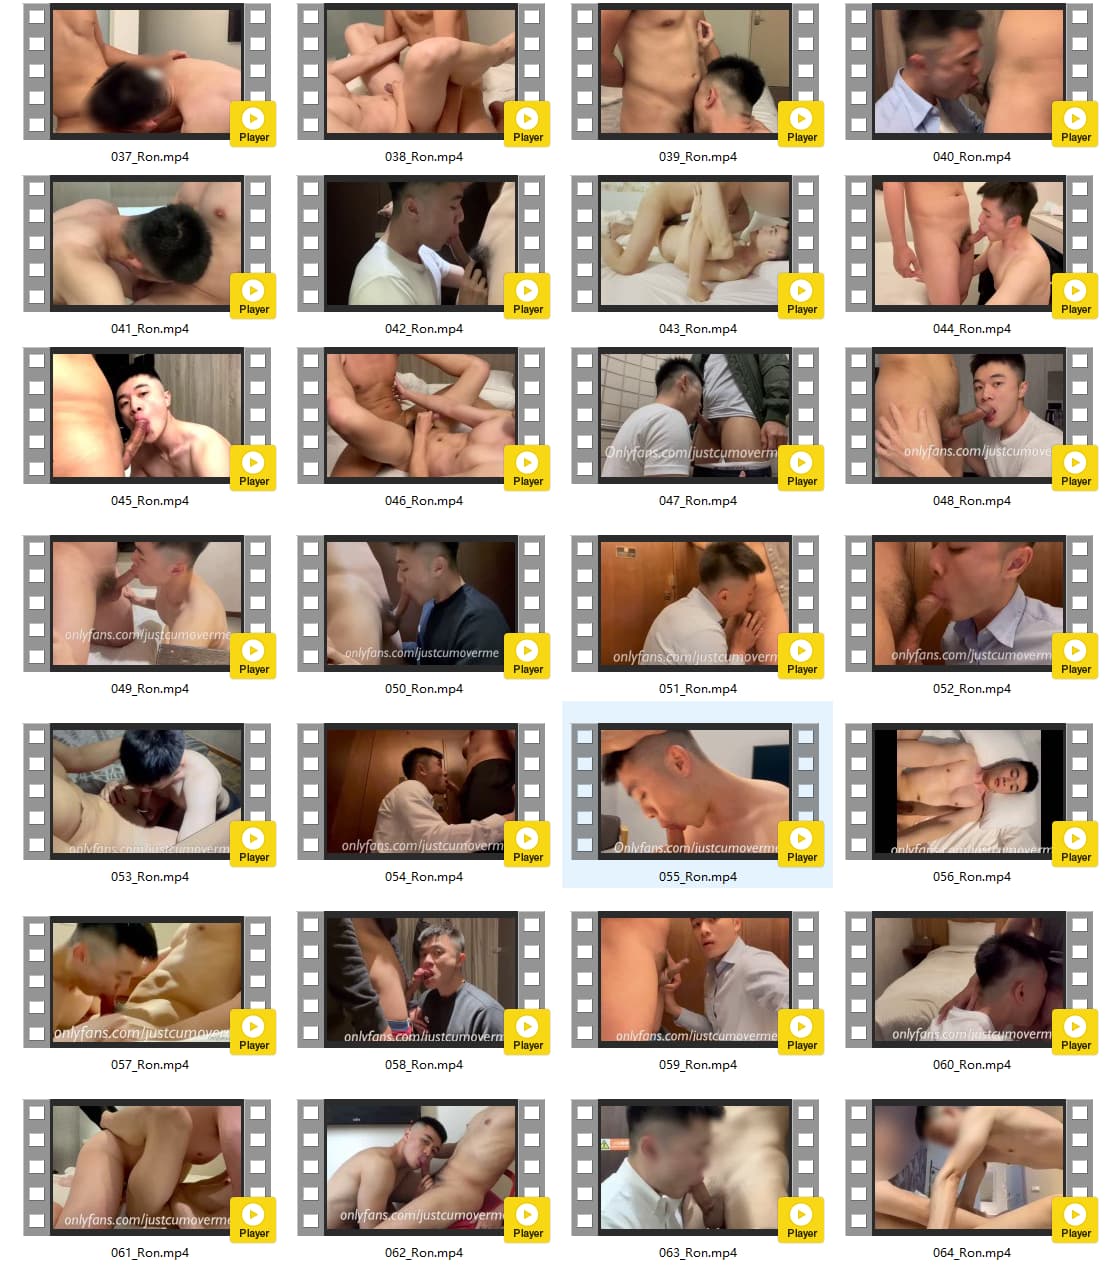 Player Player Player Player
037_Ron.mp4 038_Ron.mp4 039_Ron.mp4 040_Ron.mp4
Player Player Player Player
041_Ron.mp4 042_Ron.mp4 043_Ron.mp4 044_Ron.mp4
Onlyfans.com/justcumoverm onlyfans.com/justcumoverme
Player Player Player Player
045_Ron.mp4 046_Ron.mp4 047_Ron.mp4 048_Ron.mp4
onlyfans.com/justcumoverme onlyfans.com/justcumoverme onlyfans.com/justcumoverm onlyfans.com/justcumoverm
Player Player Player Player
049_Ron.mp4 050_Ron.mp4 051_Ron.mp4 052_Ron.mp4
onlyfans.com/justcumoverme onlyfans.com/justcumoverm Onlyfans.com/justcumoverme onlyfans.com/justcumoverm
Player Player Player Player
053_Ron.mp4 054_Ron.mp4 055_Ron.mp4 056_Ron.mp4
onlyfans.com/justcumover onlyfans.com/justcumoverm onlyfans.com/justcumoverm onlyfans.com/justcumoverm
Player Player Player Player
057_Ron.mp4 058_Ron.mp4 059_Ron.mp4 060_Ron.mp4
onlyfans.com/justcumoverme onlyfans.com/justcumoverm
Player Player Player Player
061_Ron.mp4 062_Ron.mp4 063_Ron.mp4 064_Ron.mp4